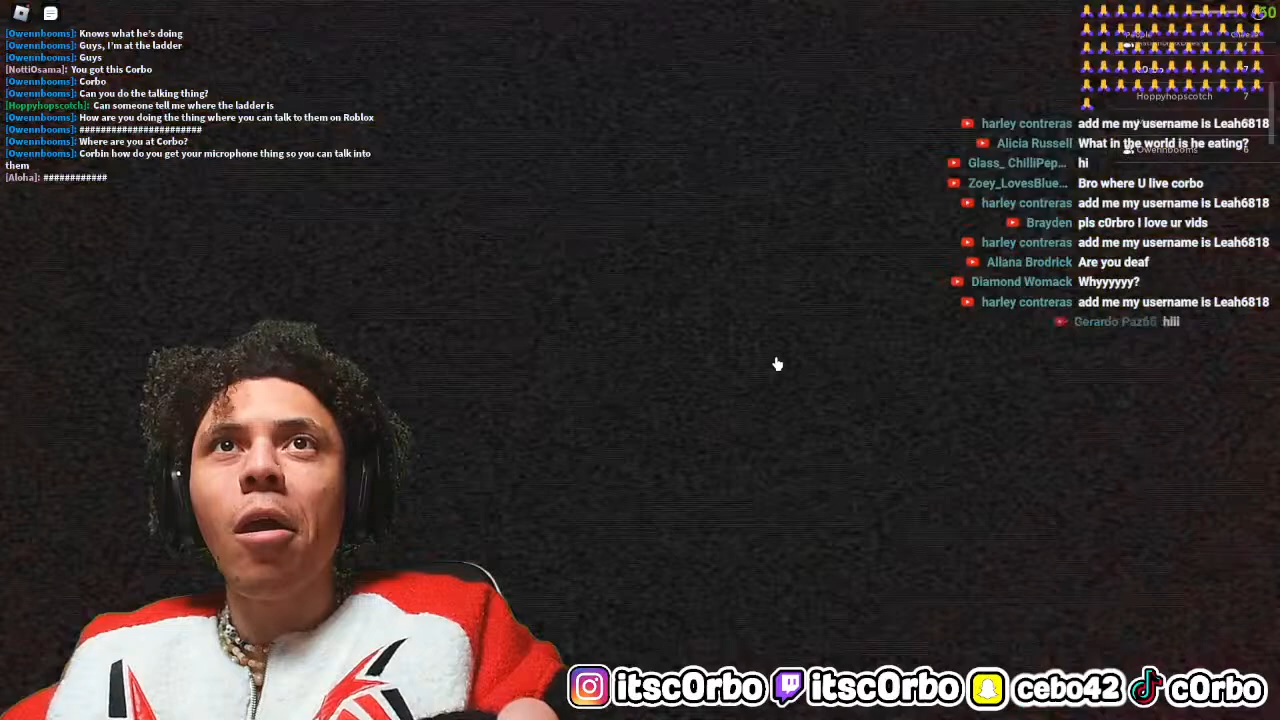 [Owennbooms]: Knows what he's doing
[Owennbooms]: Guys, I'm at the ladder
[Owennbooms]: Guys
[NottiOsama]: You got this Corbo
[Owennbooms]: Corbo
[Owennbooms]: Can you do the talking thing?
[Hoppyhopscotch]: Can someone tell me where the ladder is
[Owennbooms]: How are you doing the thing where you can talk to them on Roblox
[Owennbooms]: #######################
[Owennbooms]: Where are you at Corbo?
[Owennbooms]: Corbin how do you get your microphone thing so you can talk into
them
[Aloha]: ############
60
People
Hoppyhopscotch 7
harley contreras add me my username is Leah6818
Alicia Russell What in the world is he eating?
Owennbooms
Glass_ ChilliPep... hi
Zoey_LovesBlue... Bro where U live corbo
harley contreras add me my username is Leah6818
Brayden pls c0rbro I love ur vids
harley contreras add me my username is Leah6818
Allana Brodrick Are you deaf
Diamond Womack Whyyyyyy?
harley contreras add me my username is Leah6818
hiii
itsc0rbo itsc0rbo cebo42 c0rbo